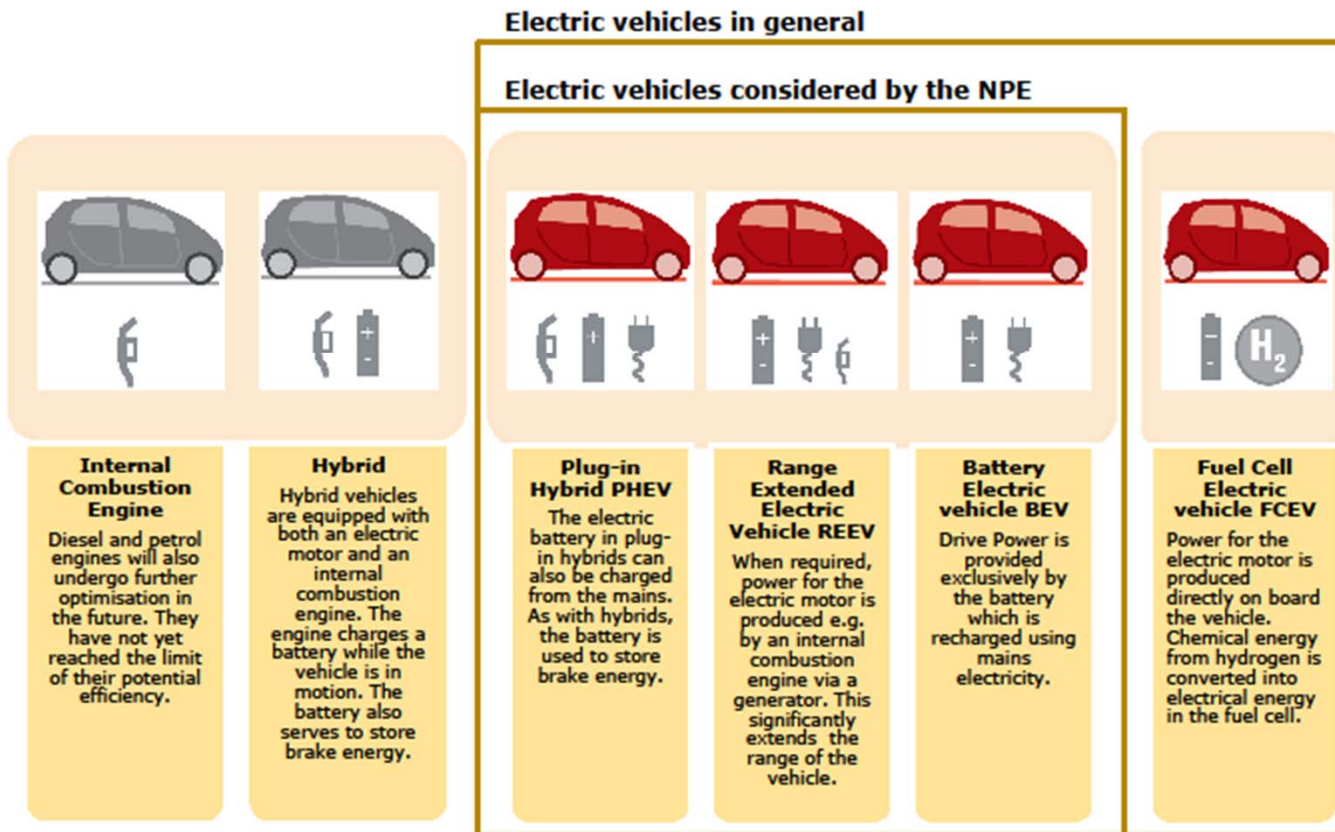 Electric vehicles in general
Electric vehicles considered by the NPE
H2
Internal
Combustion
Engine
Diesel and petrol
engines will also
undergo further
optimisation in
the future. They
have not yet
reached the limit
of their potential
efficiency.
Hybrid
Hybrid vehicles
are equipped with
both an electric
motor and an
internal
combustion
engine. The
engine charges a
battery while the
vehicle is in
motion. The
battery also
serves to store
brake energy.
Plug-in
Hybrid PHEV
The electric
battery in plug-
in hybrids can
also be charged
from the mains.
As with hybrids,
the battery is
used to store
brake energy.
Range
Extended
Electric
Vehicle REEV
When required,
power for the
electric motor is
produced e.g.
by an internal
combustion
engine via a
generator. This
significantly
extends the
range of the
vehicle.
Battery
Electric
vehicle BEV
Drive Power is
provided
exclusively by
the battery
which is
recharged using
mains
electricity.
Fuel Cell
Electric
vehicle FCEV
Power for the
electric motor is
produced
directly on board
the vehicle.
Chemical energy
from hydrogen is
converted into
electrical energy
in the fuel cell.